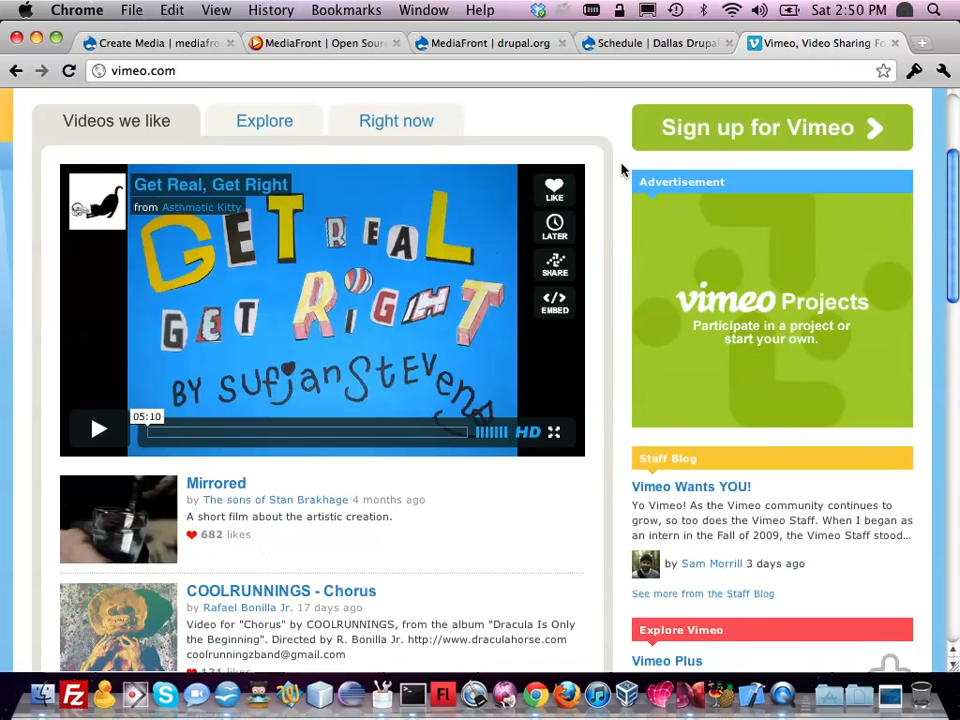 Chrome File Edit View History Bookmarks Window Help Sat 2:50 PM
Create Media | mediafro
MediaFront | Open Sour
MediaFront | drupal.org
Schedule | Dallas Drupa
Vimeo, Video Sharing Fo
vimeo.com
Videos we like
Explore
Right now
Sign up for Vimeo
Get Real, Get Right
from Asthmatic Kitty
GET REAL
GET RIGHT
BY SUFJAN STEVENS
LIKE
LATER
SHARE
EMBED
05:10
HD
Advertisement
vimeo Projects
Participate in a project or
start your own.
Mirrored
by The sons of Stan Brakhage 4 months ago
A short film about the artistic creation.
682 likes
COOLRUNNINGS - Chorus
by Rafael Bonilla Jr. 17 days ago
Video for "Chorus" by COOLRUNNINGS, from the album "Dracula Is Only
the Beginning". Directed by R. Bonilla Jr. http://www.draculahorse.com
coolrunningzband@gmail.com
Staff Blog
Vimeo Wants YOU!
Yo Vimeo! As the Vimeo community continues to
grow, so too does the Vimeo Staff. When I began as
an intern in the Fall of 2009, the Vimeo Staff stood...
by Sam Morrill 3 days ago
See more from the Staff Blog
Explore Vimeo
Vimeo Plus